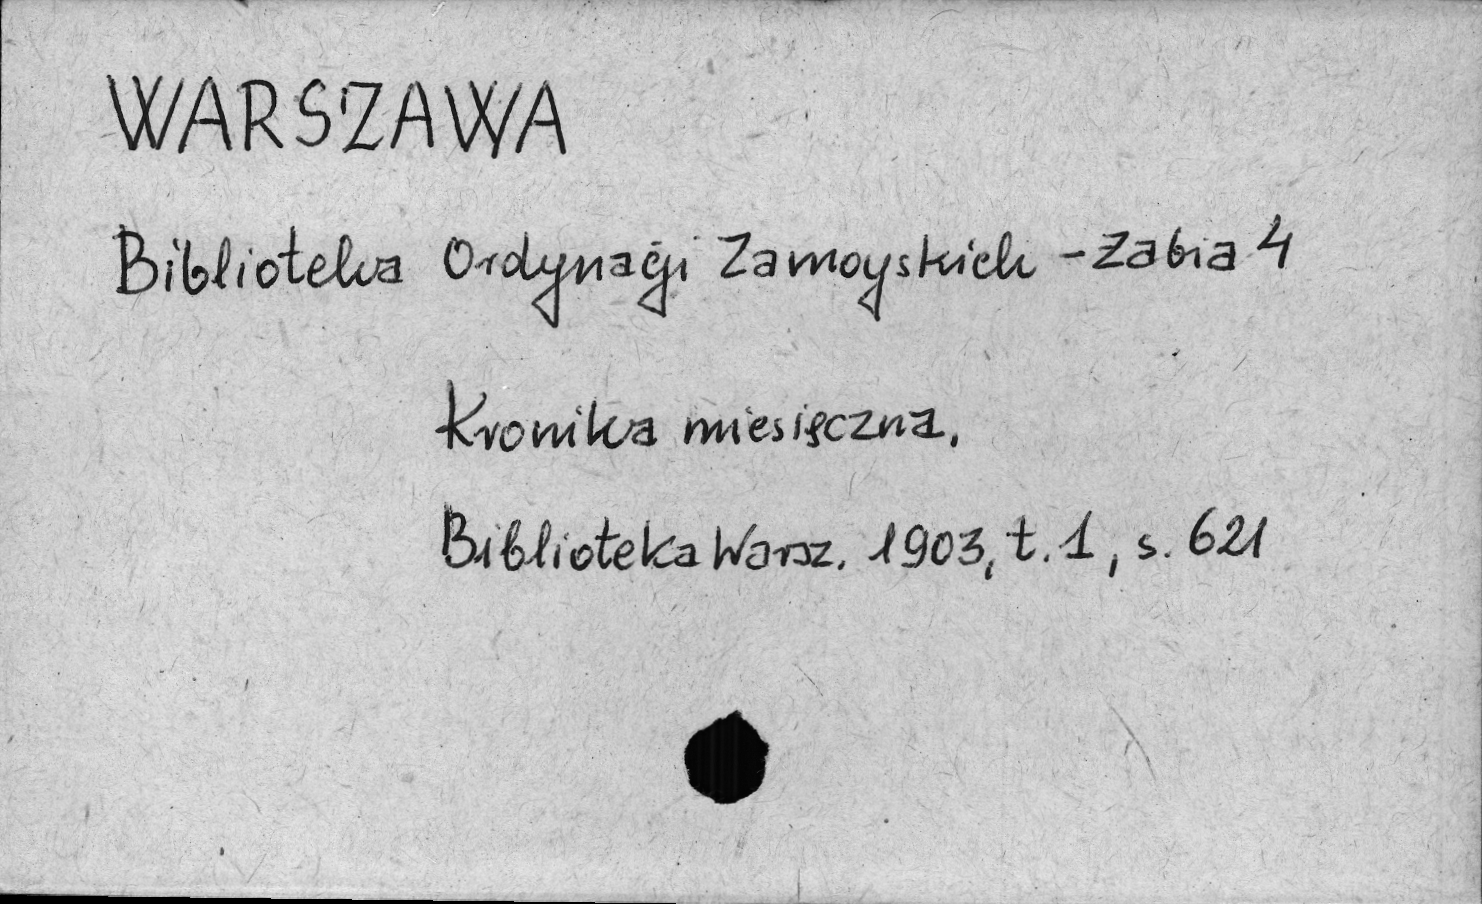 WARSZAWA
Biblioteka Ordynacji Zamoyskich - Żabia 4
Kronika miesięczna.
Biblioteka Warsz. 1903, t. 1, s. 621